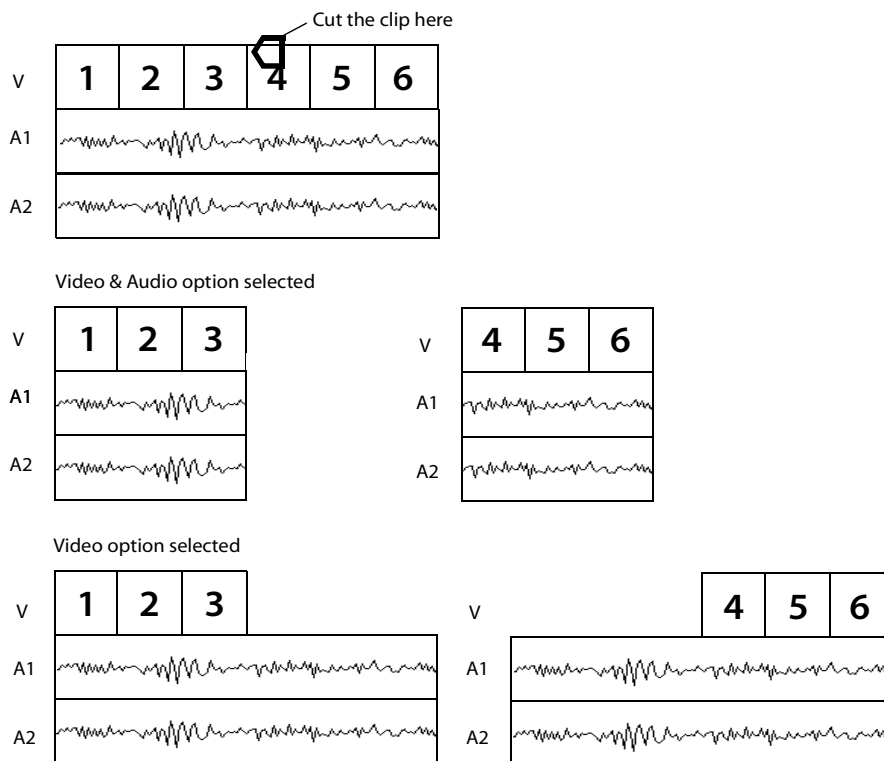 Cut the clip here
V 1 2 3 4 5 6
A1
A2
Video & Audio option selected
V 1 2 3 V 4 5 6
A1 A1
A2 A2
Video option selected
V 1 2 3 V 4 5 6
A1 A1
A2 A2